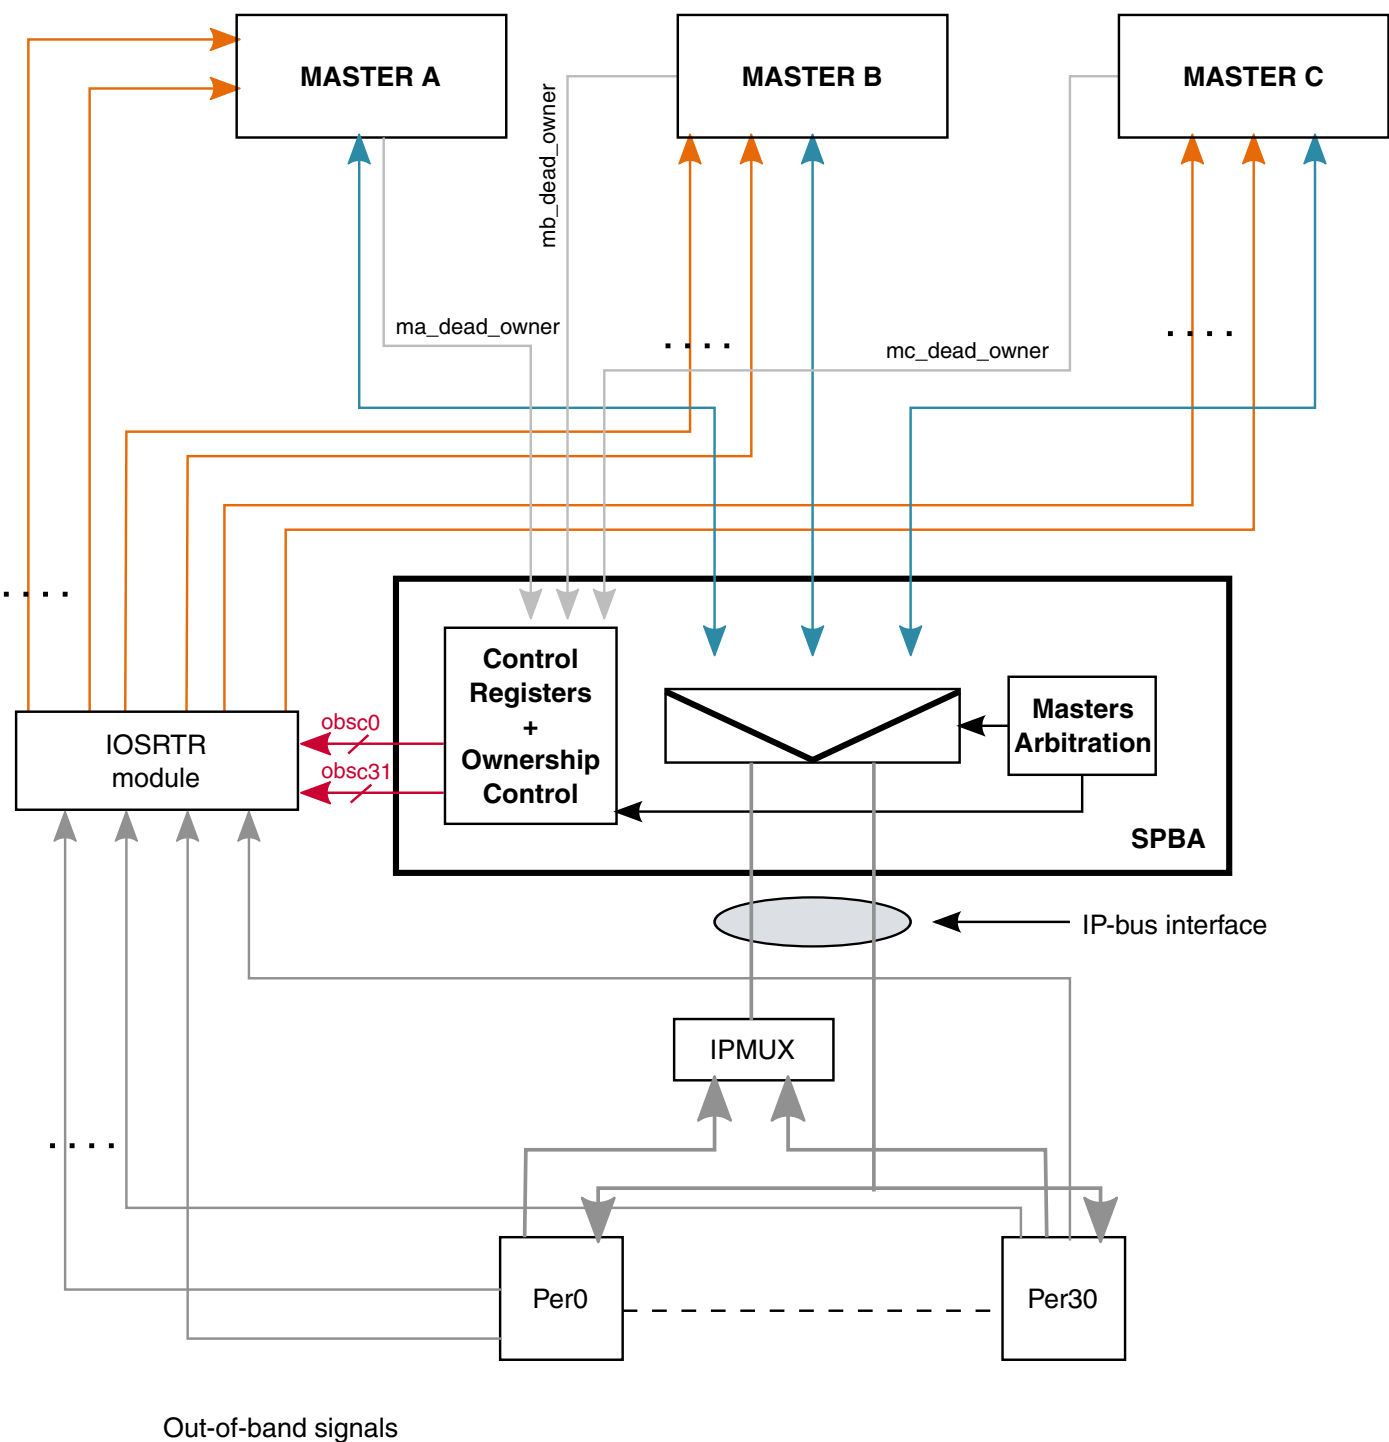 MASTER A
MASTER B
MASTER C
mb_dead_owner
ma_dead_owner
mc_dead_owner
. . . .
. . . .
. . . .
Control
Registers
+
Ownership
Control
Masters
Arbitration
obsc0
obsc31
IOSRTR
module
SPBA
IP-bus interface
IPMUX
. . . .
Per0
Per30
Out-of-band signals